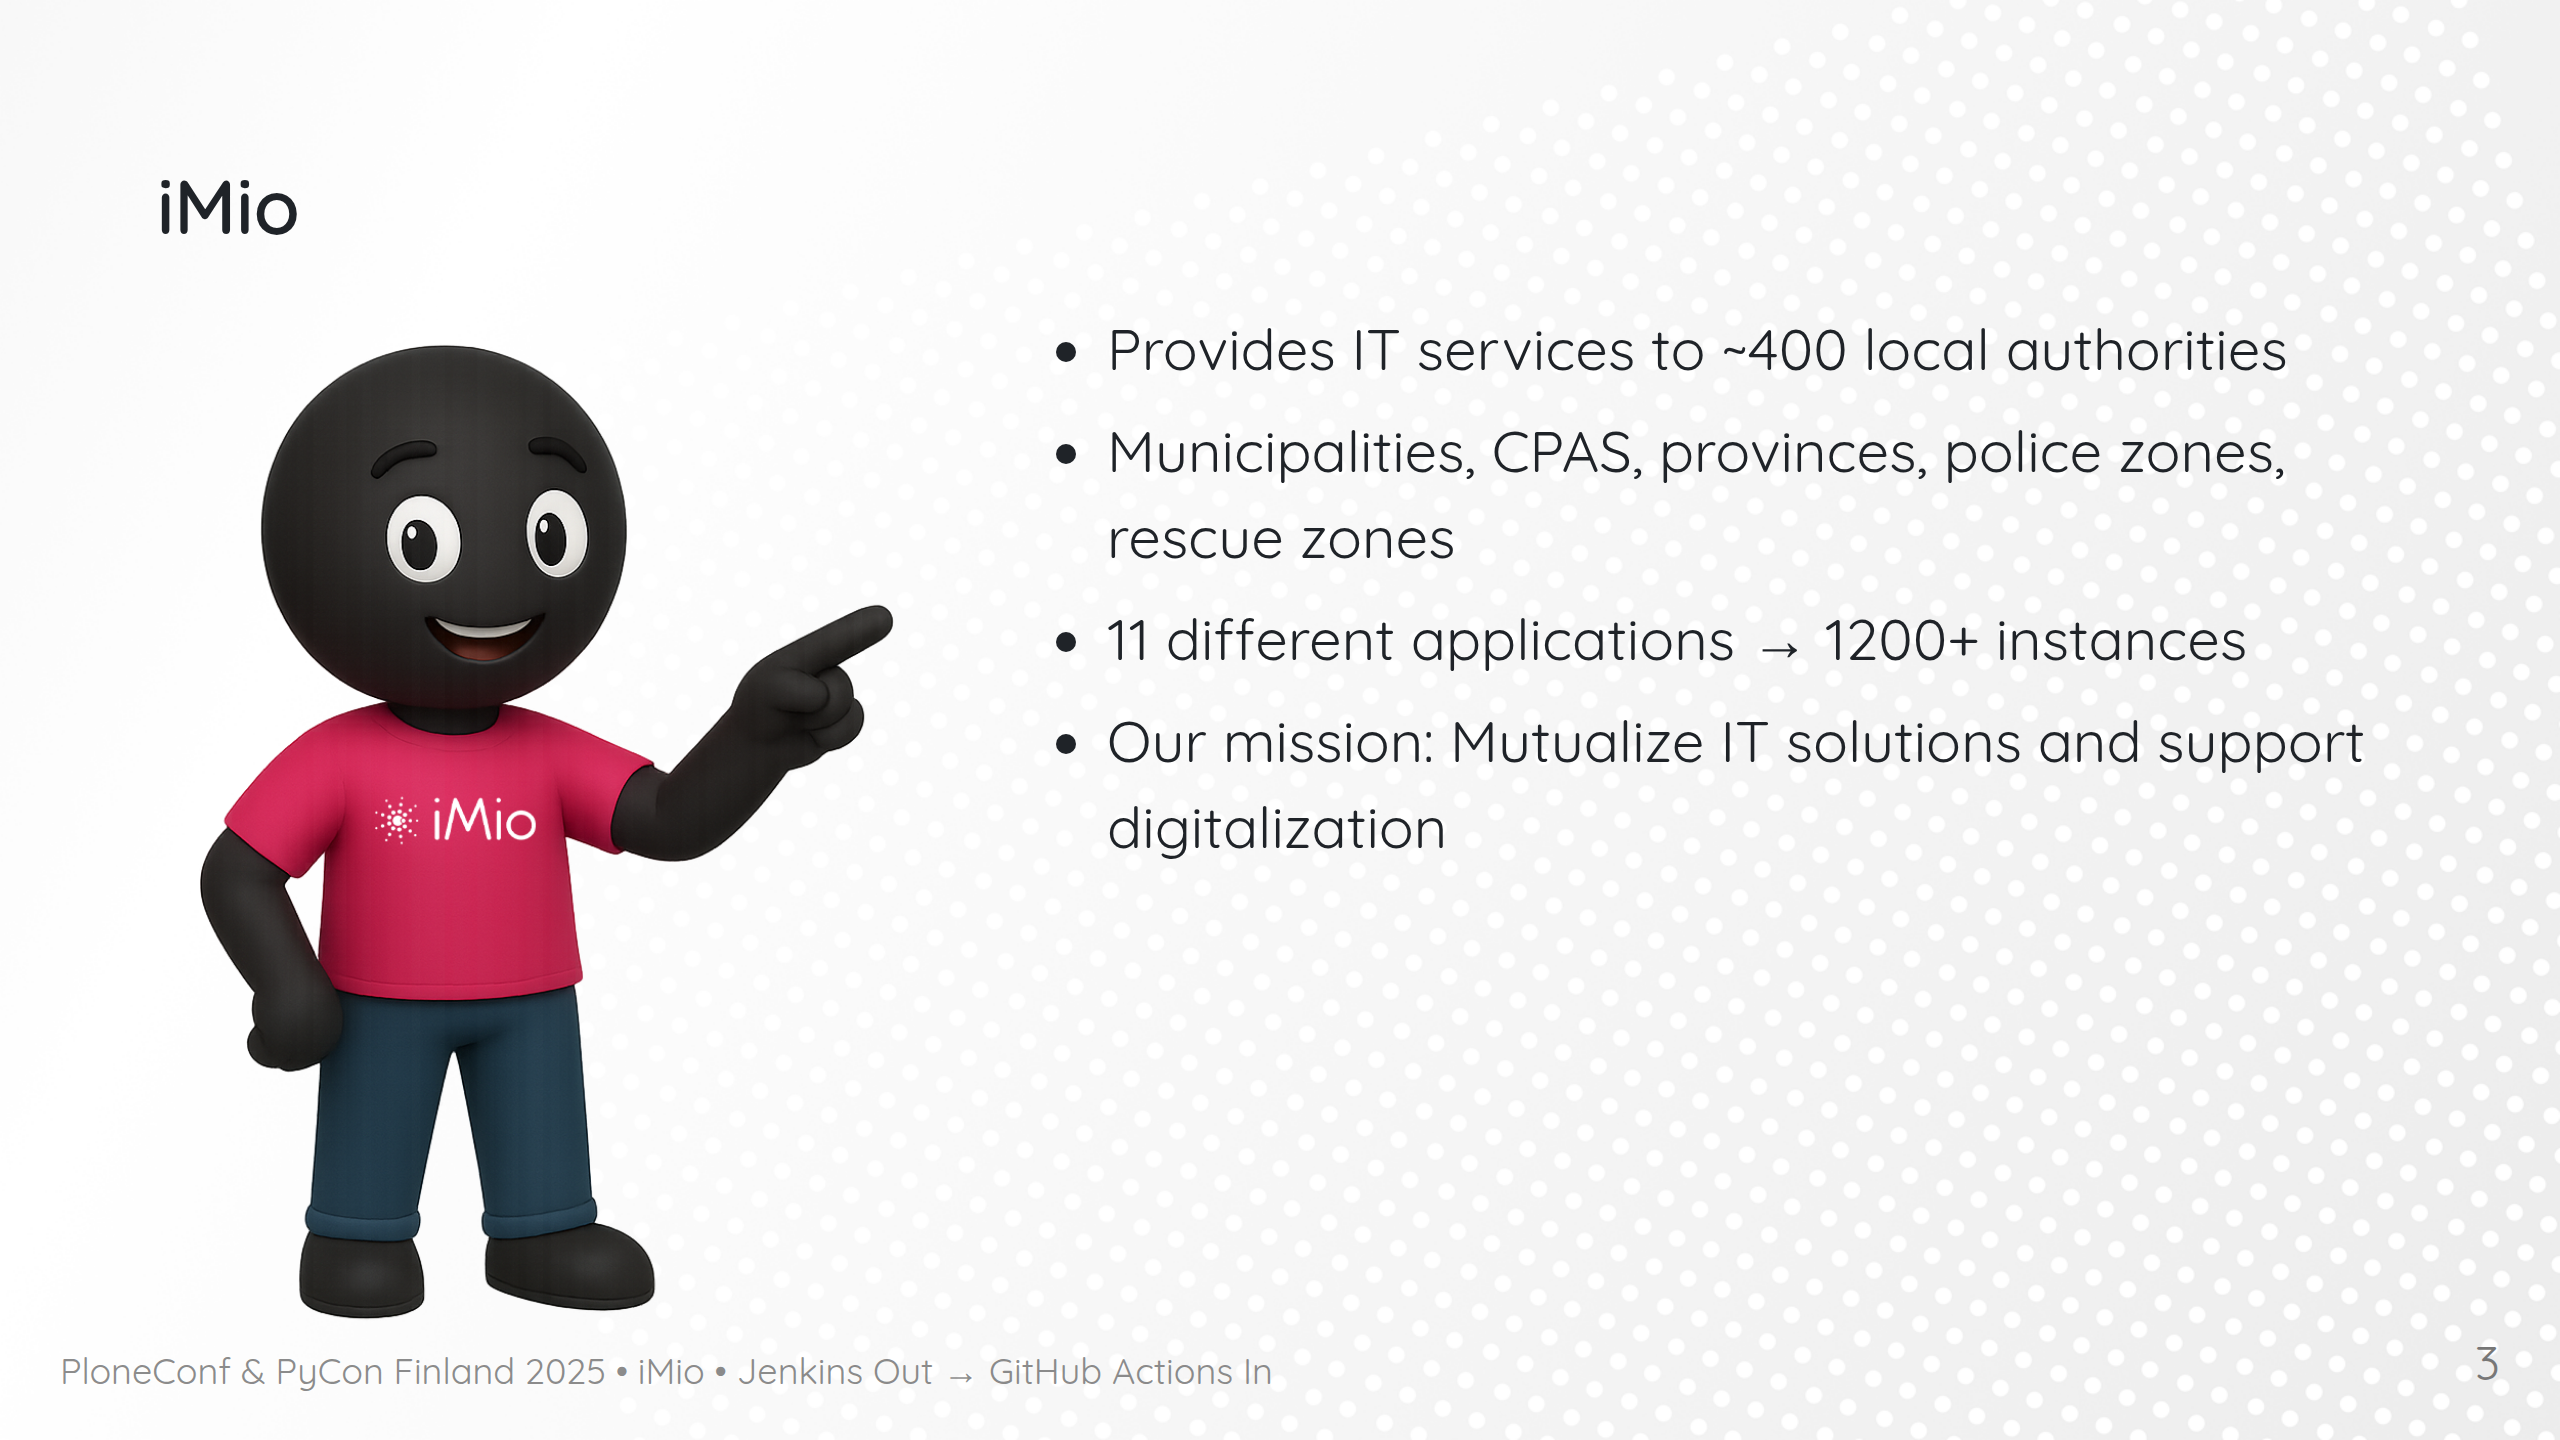 iMio
• Provides IT services to ~400 local authorities
• Municipalities, CPAS, provinces, police zones,
rescue zones
• 11 different applications → 1200+ instances
• Our mission: Mutualize IT solutions and support
digitalization
iMio
PloneConf & PyCon Finland 2025 • iMio • Jenkins Out → GitHub Actions In
3